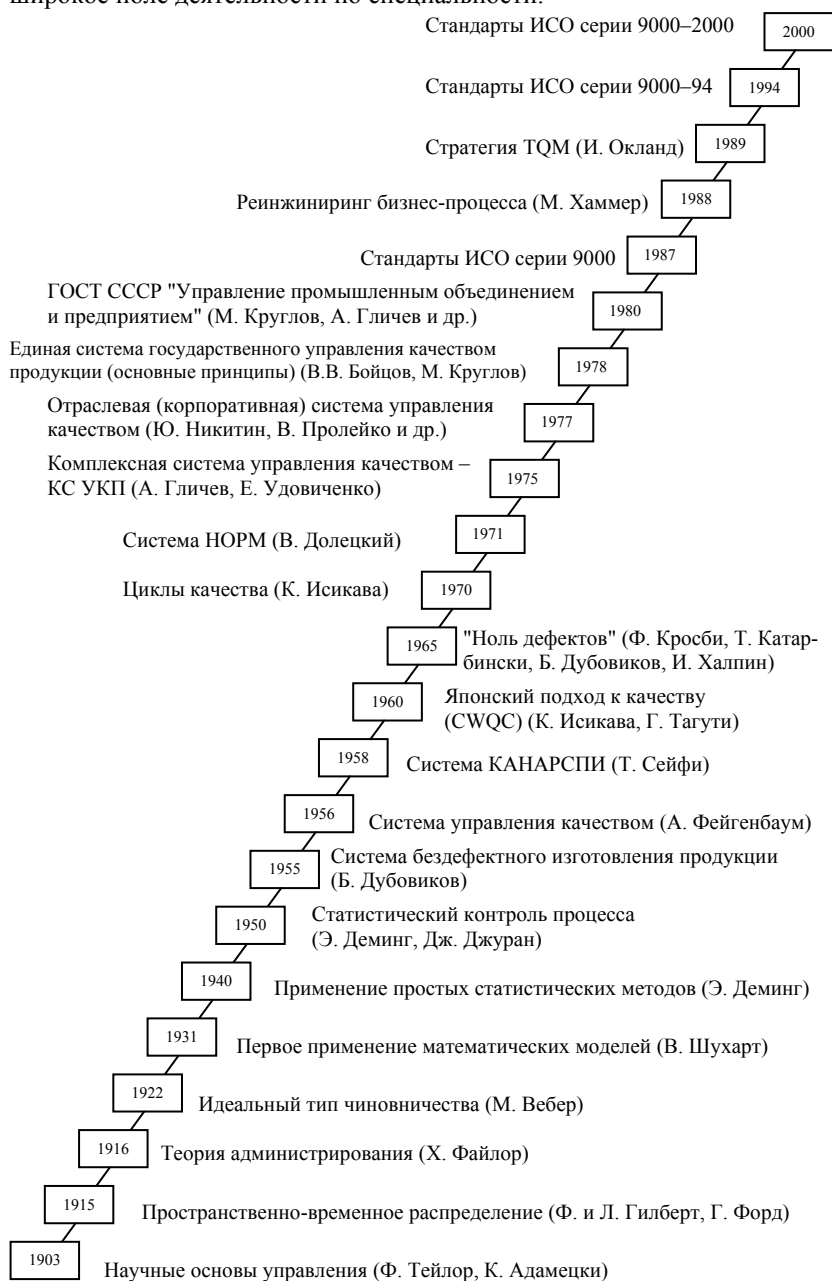 широкое поле деятельности по специальности.
Стандарты ИСО серии 9000–2000
2000
Стандарты ИСО серии 9000–94
1994
Стратегия TQM (И. Окланд)
1989
Реинжиниринг бизнес-процесса (М. Хаммер)
1988
Стандарты ИСО серии 9000
1987
ГОСТ СССР "Управление промышленным объединением
и предприятием" (М. Круглов, А. Гличев и др.)
1980
Единая система государственного управления качеством
продукции (основные принципы) (В.В. Бойцов, М. Круглов)
1978
Отраслевая (корпоративная) система управления
качеством (Ю. Никитин, В. Пролейко и др.)
1977
Комплексная система управления качеством –
КС УКП (А. Гличев, Е. Удовиченко)
1975
Система НОРМ (В. Долецкий)
1971
Циклы качества (К. Исикава)
1970
1965
"Ноль дефектов" (Ф. Кросби, Т. Катар-
бински, Б. Дубовиков, И. Халпин)
1960
Японский подход к качеству
(CWQC) (К. Исикава, Г. Тагути)
1958
Система КАНАРСПИ (Т. Сейфи)
1956
Система управления качеством (А. Фейгенбаум)
1955
Система бездефектного изготовления продукции
(Б. Дубовиков)
1950
Статистический контроль процесса
(Э. Деминг, Дж. Джуран)
1940
Применение простых статистических методов (Э. Деминг)
1931
Первое применение математических моделей (В. Шухарт)
1922
Идеальный тип чиновничества (М. Вебер)
1916
Теория администрирования (Х. Файлор)
1915
Пространственно-временное распределение (Ф. и Л. Гилберт, Г. Форд)
1903
Научные основы управления (Ф. Тейлор, К. Адамецки)